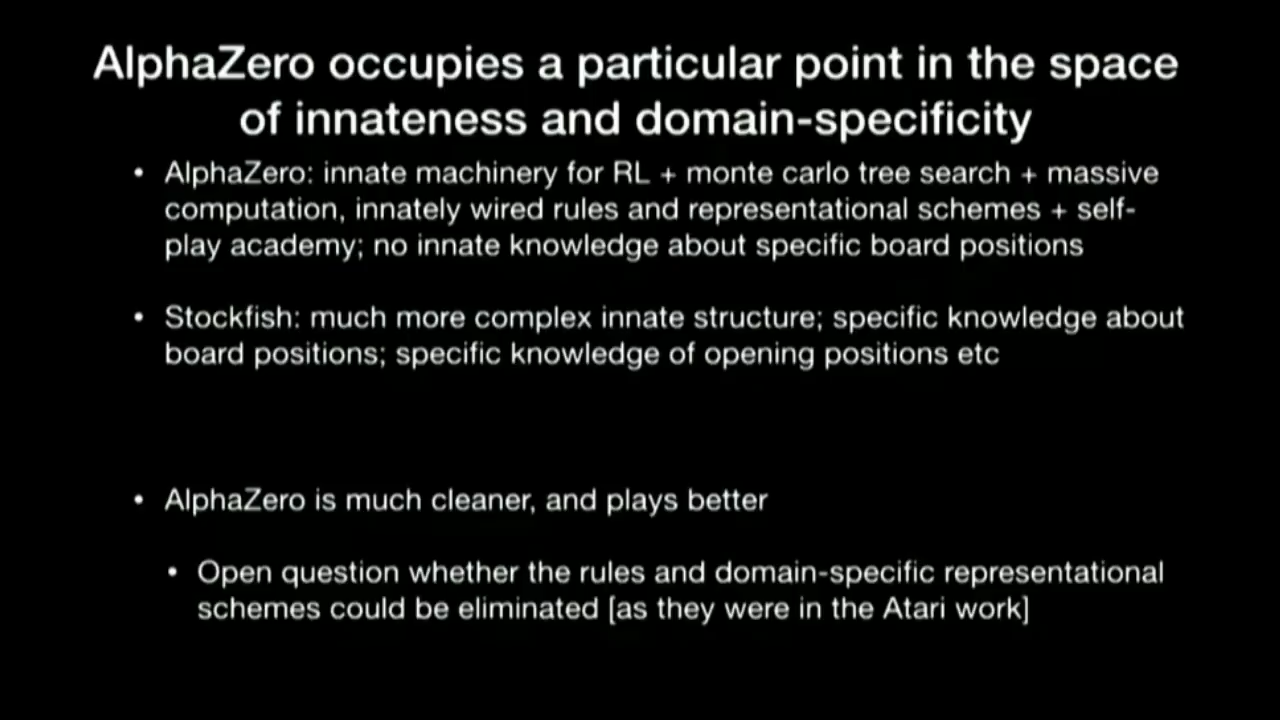 AlphaZero occupies a particular point in the space
of innateness and domain-specificity
• AlphaZero: innate machinery for RL + monte carlo tree search + massive
computation, innately wired rules and representational schemes + self-
play academy; no innate knowledge about specific board positions
• Stockfish: much more complex innate structure; specific knowledge about
board positions; specific knowledge of opening positions etc
• AlphaZero is much cleaner, and plays better
• Open question whether the rules and domain-specific representational
schemes could be eliminated [as they were in the Atari work]